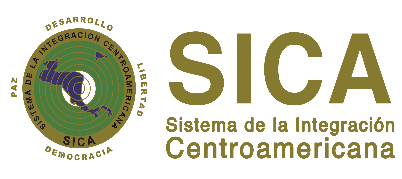 DESARROLLO
PAZ
LIBERTAD
DEMOCRACIA
SISTEMA DE LA INTEGRACION CENTROAMERICANA
SICA
SICA
Sistema de la Integración
Centroamericana